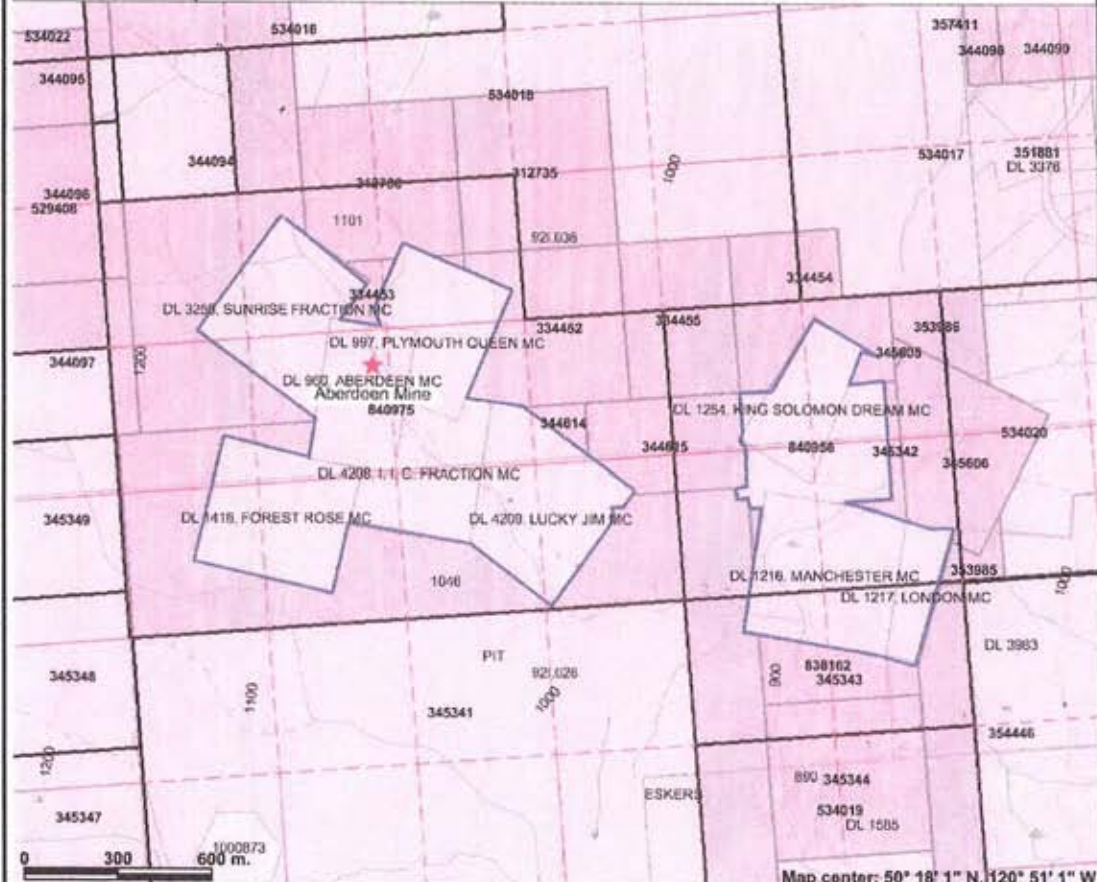 534022
534016
357411
344098
344099
344095
534018
344094
534017
351881
DL 3376
344096
529408
312736
312735
1000
1101
92I.036
334454
334453
DL 3258, SUNRISE FRACTION MC
334452
334455
353986
DL 997, PLYMOUTH QUEEN MC
345605
344097
1200
DL 960, ABERDEEN MC
Aberdeen Mine
840975
DL 1254, KING SOLOMON DREAM MC
344614
534020
344615
840956
345342
345606
DL 4208, I. I. C. FRACTION MC
345349
DL 1416, FOREST ROSE MC
DL 4209, LUCKY JIM MC
1046
DL 1216, MANCHESTER MC
353985
DL 1217, LONDON MC
1000
PIT
DL 3983
345348
92I.026
838162
345343
900
1100
1000
345341
354446
1200
890
345344
ESKERS
534019
DL 1585
345347
1000873
0 300 600 m.
Map center: 50° 18' 1" N, 120° 51' 1" W